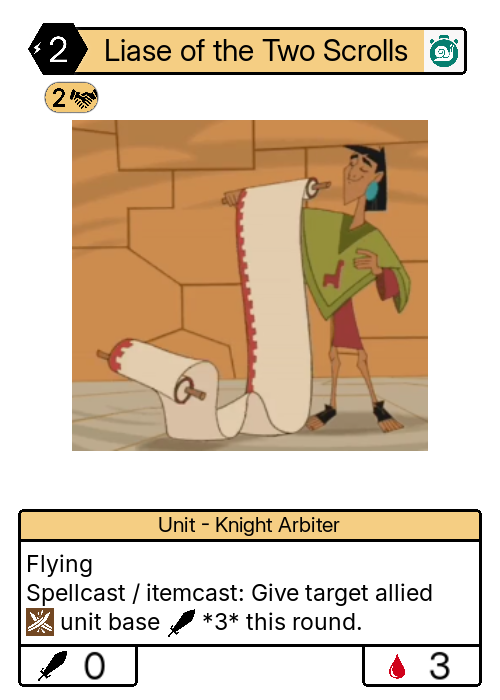 2
Liase of the Two Scrolls
2
Unit - Knight Arbiter
Flying
Spellcast / itemcast: Give target allied
unit base *3* this round.
0
3